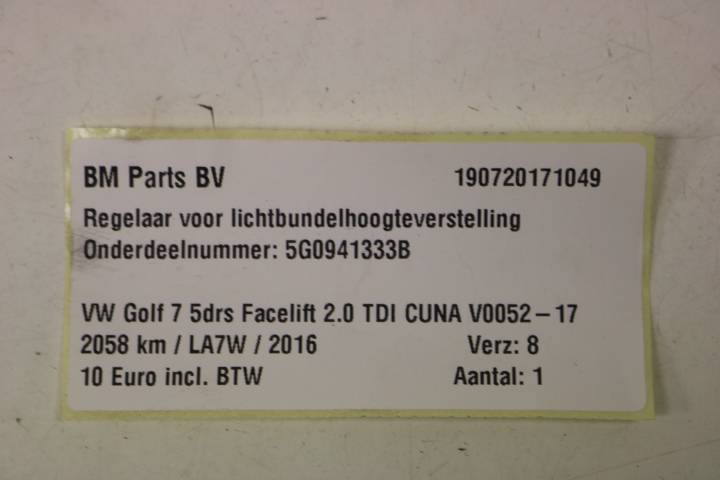 BM Parts BV 190720171049
Regelaar voor lichtbundelhoogteverstelling
Onderdeelnummer: 5G0941333B
VW Golf 7 5drs Facelift 2.0 TDI CUNA V0052-17
2058 km / LA7W / 2016 Verz: 8
10 Euro incl. BTW Aantal: 1